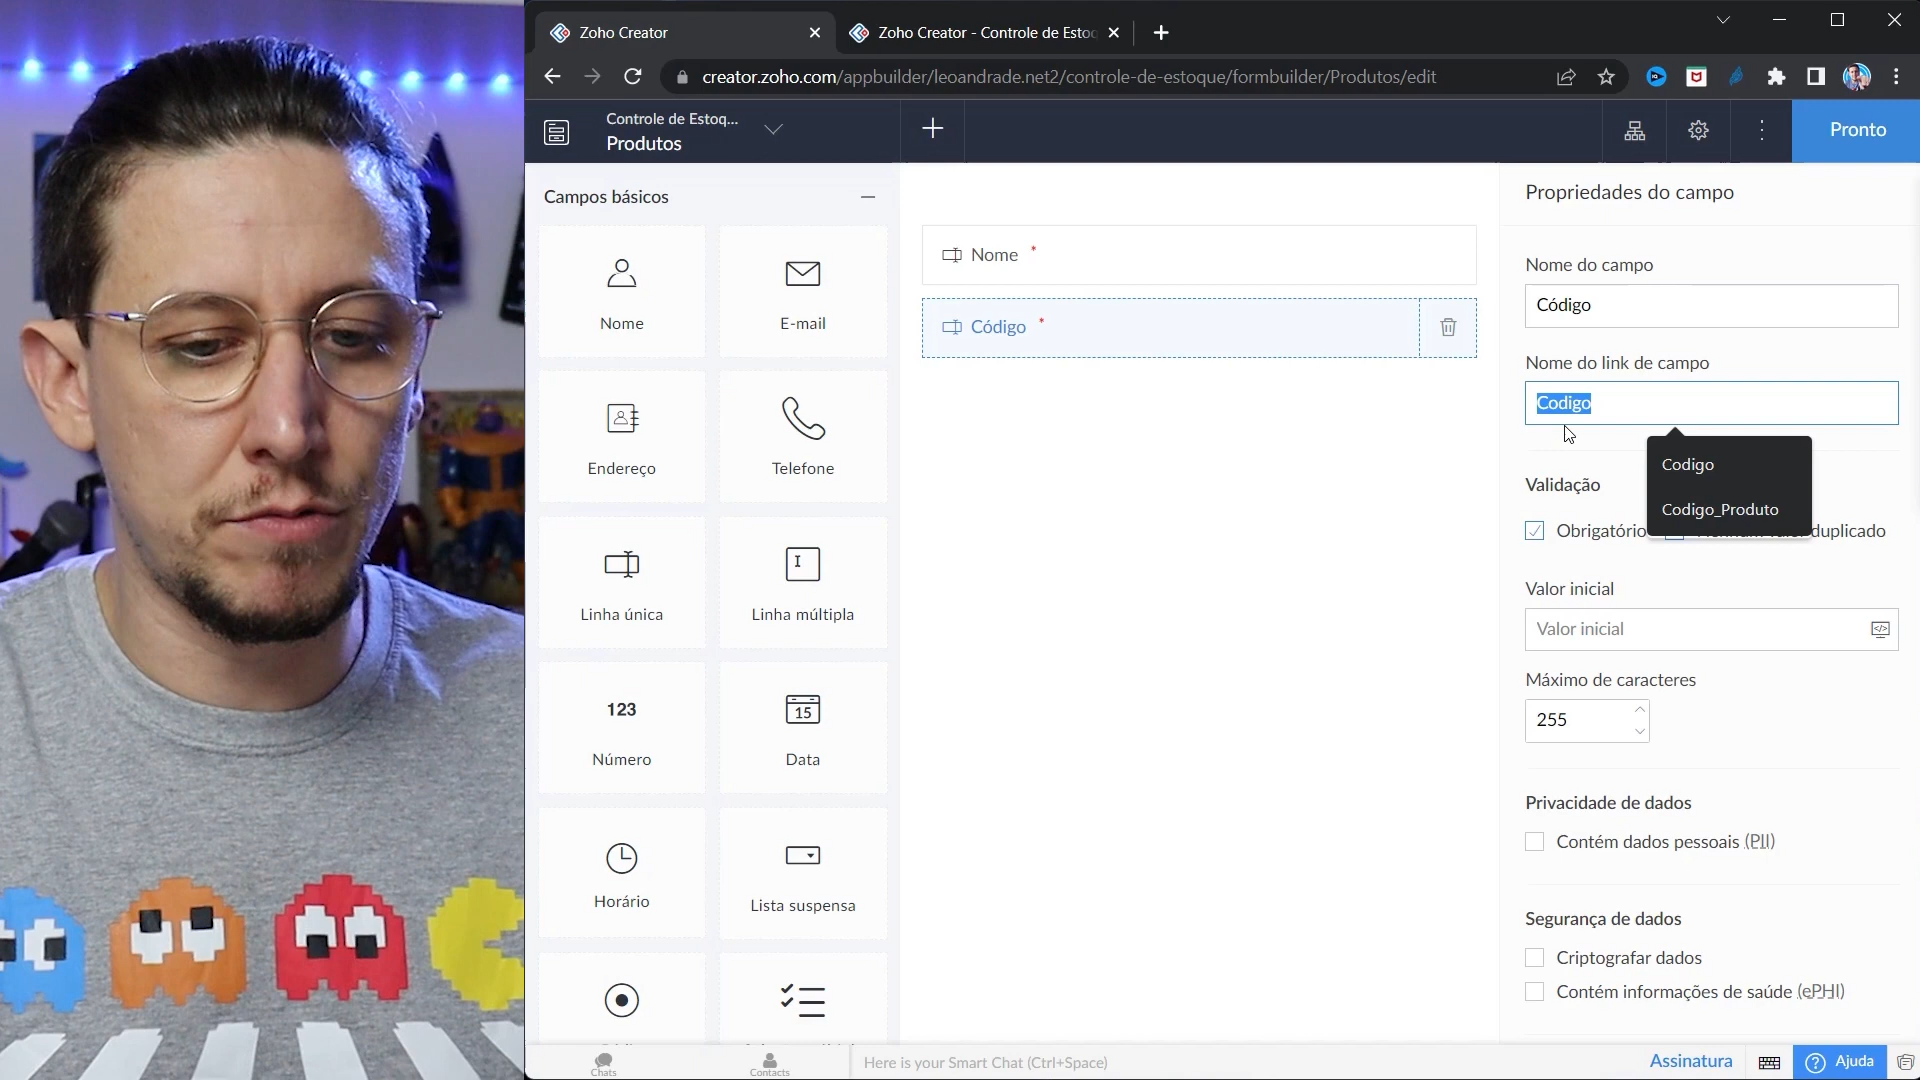 Zoho Creator
Zoho Creator - Controle de Estoq
creator.zoho.com/appbuilder/leoandrade.net2/controle-de-estoque/formbuilder/Produtos/edit
Controle de Estoq...
Produtos
Pronto
Campos básicos
Nome
E-mail
Endereço
Telefone
Linha única
Linha múltipla
123
Número
15
Data
Horário
Lista suspensa
Nome *
Código *
Propriedades do campo
Nome do campo
Código
Nome do link de campo
Codigo
Codigo
Codigo_Produto
Validação
Obrigatório
duplicado
Valor inicial
Valor inicial
Máximo de caracteres
255
Privacidade de dados
Contém dados pessoais (PII)
Segurança de dados
Criptografar dados
Contém informações de saúde (ePHI)
Chats
Contacts
Here is your Smart Chat (Ctrl+Space)
Assinatura
Ajuda